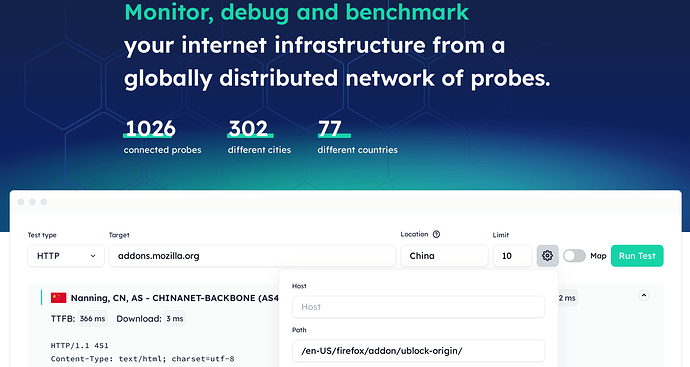 Monitor, debug and benchmark
your internet infrastructure from a
globally distributed network of probes.
1026 302 77
connected probes different cities different countries
Test type Target Location Limit
HTTP addons.mozilla.org China 10 Map Run Test
Host
Nanning, CN, AS - CHINANET-BACKBONE (AS4 2 ms
Host
TTFB: 366 ms Download: 3 ms
Path
HTTP/1.1 451
/en-US/firefox/addon/ublock-origin/
Content-Type: text/html; charset=utf-8